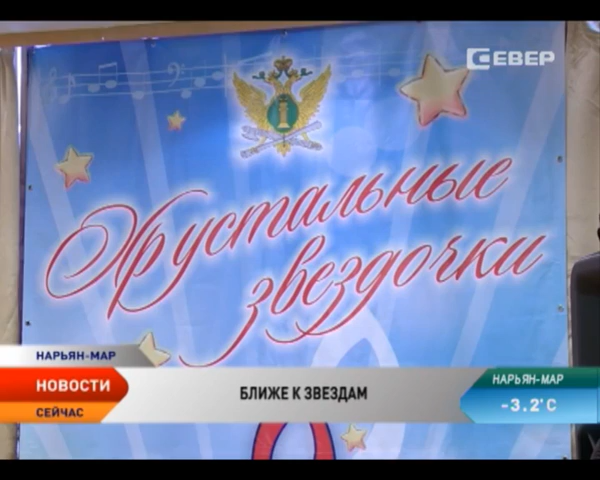 СЕВЕР
Хрустальные
звездочки
НАРЬЯН-МАР
НОВОСТИ
СЕЙЧАС
БЛИЖЕ К ЗВЕЗДАМ
НАРЬЯН-МАР
-3.2°C